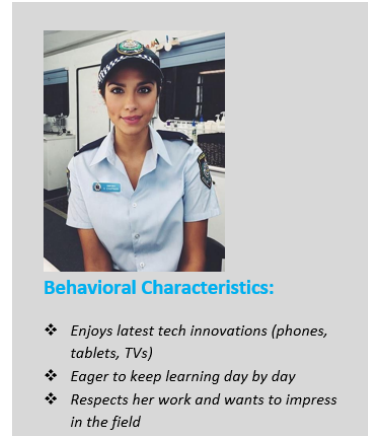 Behavioral Characteristics:
❖ Enjoys latest tech innovations (phones,
tablets, TVs)
❖ Eager to keep learning day by day
❖ Respects her work and wants to impress
in the field